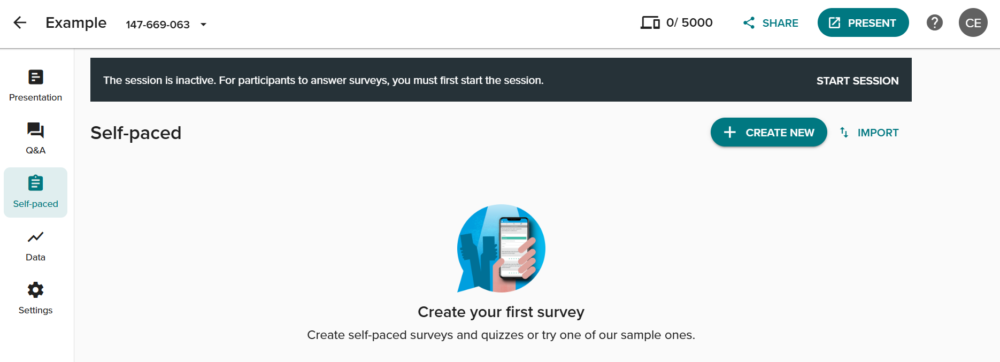 Example
147-669-063
0/ 5000
SHARE
PRESENT
?
CE
Presentation
Q&A
Self-paced
Data
Settings
The session is inactive. For participants to answer surveys, you must first start the session.
START SESSION
Self-paced
CREATE NEW
IMPORT
Create your first survey
Create self-paced surveys and quizzes or try one of our sample ones.